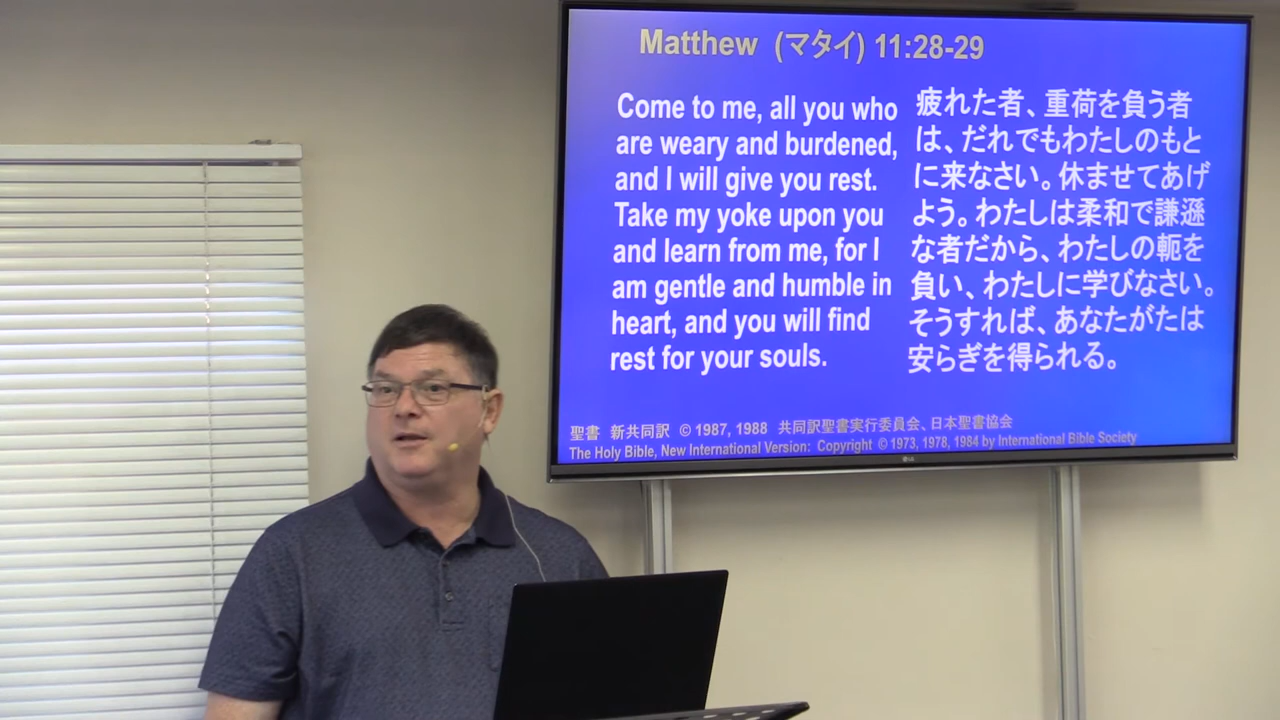 Matthew (マタイ) 11:28-29
Come to me, all you who
are weary and burdened,
and I will give you rest.
Take my yoke upon you
and learn from me, for I
am gentle and humble in
heart, and you will find
rest for your souls.
疲れた者、重荷を負う者
は、だれでもわたしのもと
に来なさい。休ませてあげ
よう。わたしは柔和で謙遜
な者だから、わたしの軛を
負い、わたしに学びなさい。
そうすれば、あなたがたは
安らぎを得られる。
聖書 新共同訳 © 1987, 1988 共同訳聖書実行委員会、日本聖書協会
The Holy Bible, New International Version: Copyright © 1973, 1978, 1984 by International Bible Society
LG